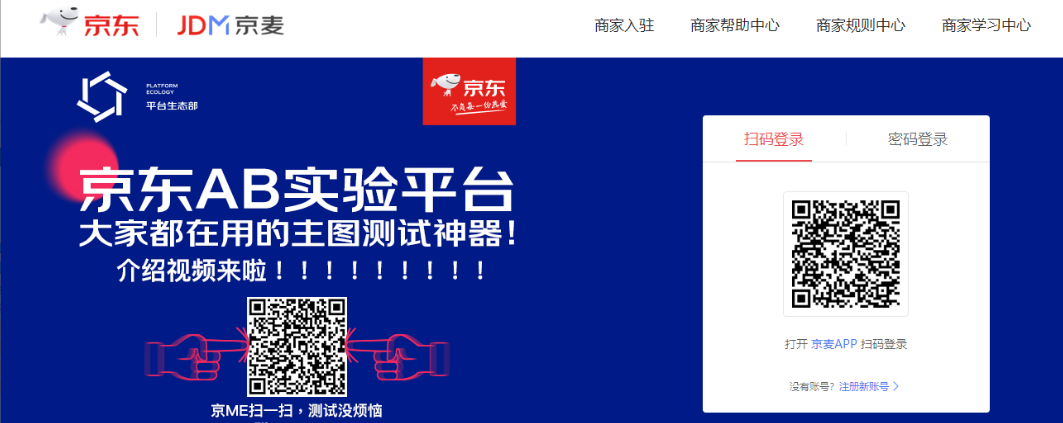 京东 JDM京麦 商家入驻 商家帮助中心 商家规则中心 商家学习中心
PLATFORM
ECOLOGY
平台生态部
京东
不负每一份热爱
京东AB实验平台
大家都在用的主图测试神器！
介绍视频来啦！！！！！！！！！
京ME扫一扫，测试没烦恼
扫码登录 密码登录
打开 京麦APP 扫码登录
没有账号？注册新账号